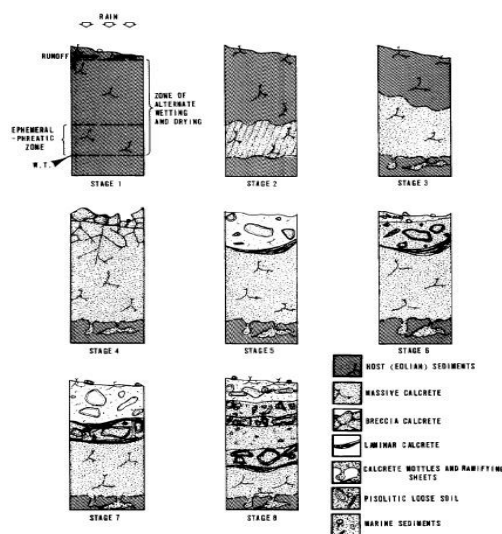 RAIN
RUNOFF
ZONE OF
ALTERNATE
WETTING
AND DRYING
EPHEMERAL
-PHREATIC
ZONE
W.T.
STAGE 1
STAGE 2
STAGE 3
STAGE 4
STAGE 5
STAGE 6
STAGE 7
STAGE 8
HOST (EOLIAN) SEDIMENTS
MASSIVE CALCRETE
BRECCIA CALCRETE
LAMINAR CALCRETE
CALCRETE MOTTLES AND RAMIFYING
SHEETS
PISOLITIC LOOSE SOIL
MARINE SEDIMENTS